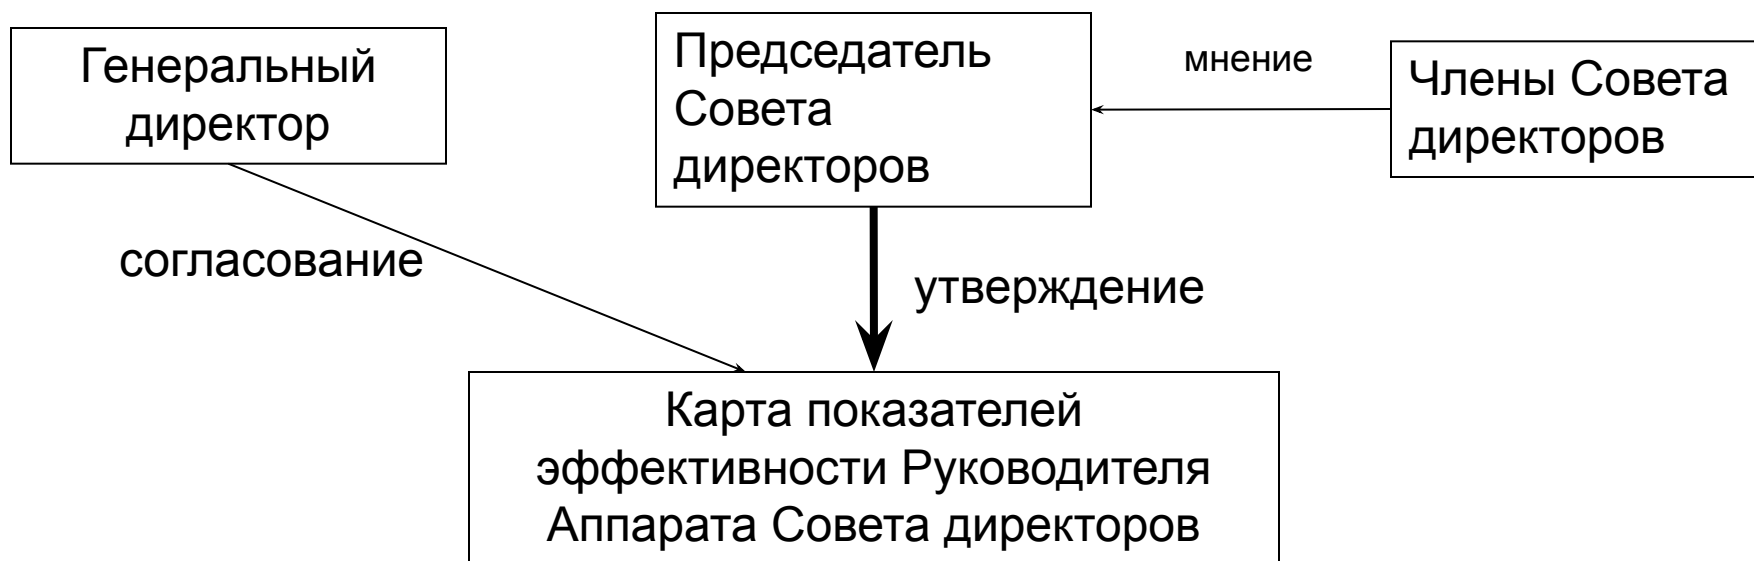 Генеральный
директор
Председатель
Совета
директоров
мнение
Члены Совета
директоров
согласование
утверждение
Карта показателей
эффективности Руководителя
Аппарата Совета директоров